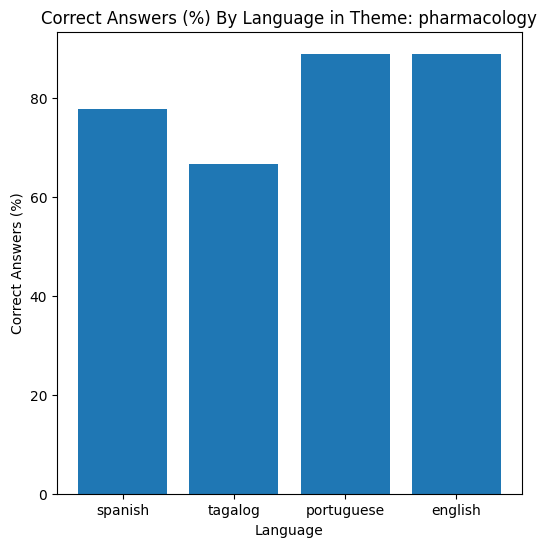 Correct Answers (%) By Language in Theme: pharmacology
Correct Answers (%)
80
60
40
20
0
spanish tagalog portuguese english
Language